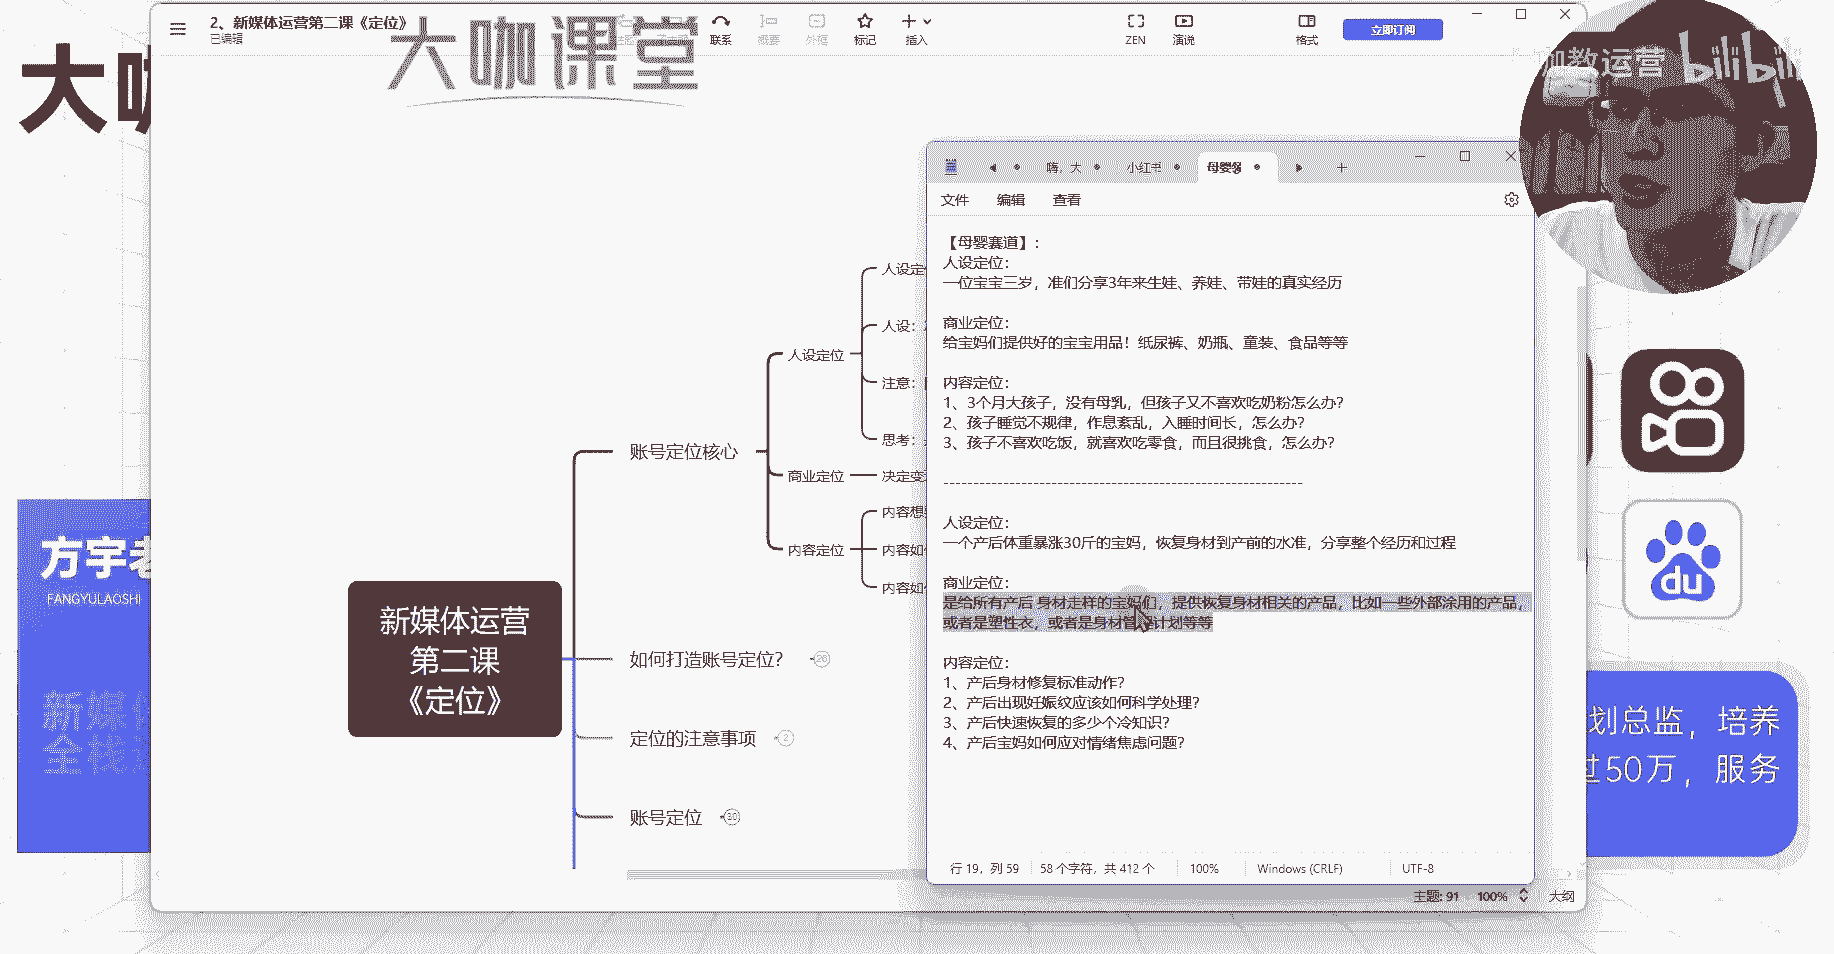 大咖
2、新媒体运营第二课《定位》
已编辑
大咖课堂
联系
概要
外框
标记
插入
ZEN
演说
格式
立即订阅
咖教运营
bilibili
嗨，大
小红书
母婴
文件
编辑
查看
【母婴赛道】：
人设定位：
一位宝宝三岁，准们分享3年来生娃、养娃、带娃的真实经历
商业定位：
给宝妈们提供好的宝宝用品！纸尿裤、奶瓶、童装、食品等等
内容定位：
1、3个月大孩子，没有母乳，但孩子又不喜欢吃奶粉怎么办？
2、孩子睡觉不规律，作息紊乱，入睡时间长，怎么办？
3、孩子不喜欢吃饭，就喜欢吃零食，而且很挑食，怎么办？
------------------------------------------------------------
人设定位：
一个产后体重暴涨30斤的宝妈，恢复身材到产前的水准，分享整个经历和过程
商业定位：
是给所有产后 身材走样的宝妈们，提供恢复身材相关的产品，比如一些外部涂用的产品，
或者是塑性衣，或者是身材管理计划等等
内容定位：
1、产后身材修复标准动作？
2、产后出现妊娠纹应该如何科学处理？
3、产后快速恢复的多少个冷知识？
4、产后宝妈如何应对情绪焦虑问题？
行 19，列 59
58 个字符，共 412 个
100%
Windows (CRLF)
UTF-8
人设定
人设：
注意：
思考：
人设定位
账号定位核心
商业定位
决定变
内容想
内容定位
内容如
内容如
新媒体运营
第二课
《定位》
如何打造账号定位？
26
定位的注意事项
2
账号定位
30
主题: 91
100%
大纲
方宇老
FANGYULAOSHI
新媒体
全栈
du
划总监，培养
过50万，服务